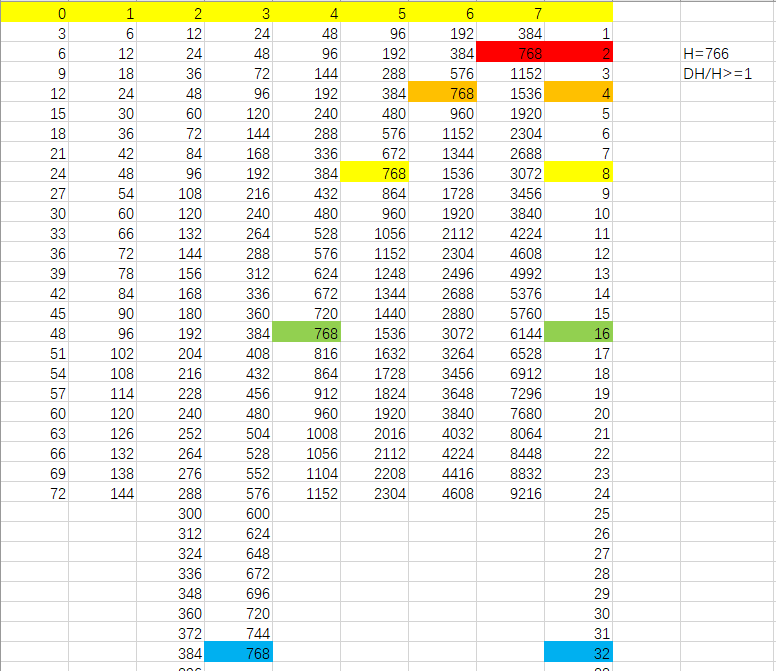 0 1 2 3 4 5 6 7
3 6 12 24 48 96 192 384 1
6 12 24 48 96 192 384 768 2 H=766
9 18 36 72 144 288 576 1152 3 DH/H>=1
12 24 48 96 192 384 768 1536 4
15 30 60 120 240 480 960 1920 5
18 36 72 144 288 576 1152 2304 6
21 42 84 168 336 672 1344 2688 7
24 48 96 192 384 768 1536 3072 8
27 54 108 216 432 864 1728 3456 9
30 60 120 240 480 960 1920 3840 10
33 66 132 264 528 1056 2112 4224 11
36 72 144 288 576 1152 2304 4608 12
39 78 156 312 624 1248 2496 4992 13
42 84 168 336 672 1344 2688 5376 14
45 90 180 360 720 1440 2880 5760 15
48 96 192 384 768 1536 3072 6144 16
51 102 204 408 816 1632 3264 6528 17
54 108 216 432 864 1728 3456 6912 18
57 114 228 456 912 1824 3648 7296 19
60 120 240 480 960 1920 3840 7680 20
63 126 252 504 1008 2016 4032 8064 21
66 132 264 528 1056 2112 4224 8448 22
69 138 276 552 1104 2208 4416 8832 23
72 144 288 576 1152 2304 4608 9216 24
300 600 25
312 624 26
324 648 27
336 672 28
348 696 29
360 720 30
372 744 31
384 768 32